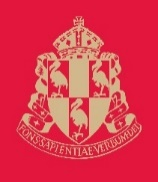 FONS SAPIENTIAE VERBUM DEI